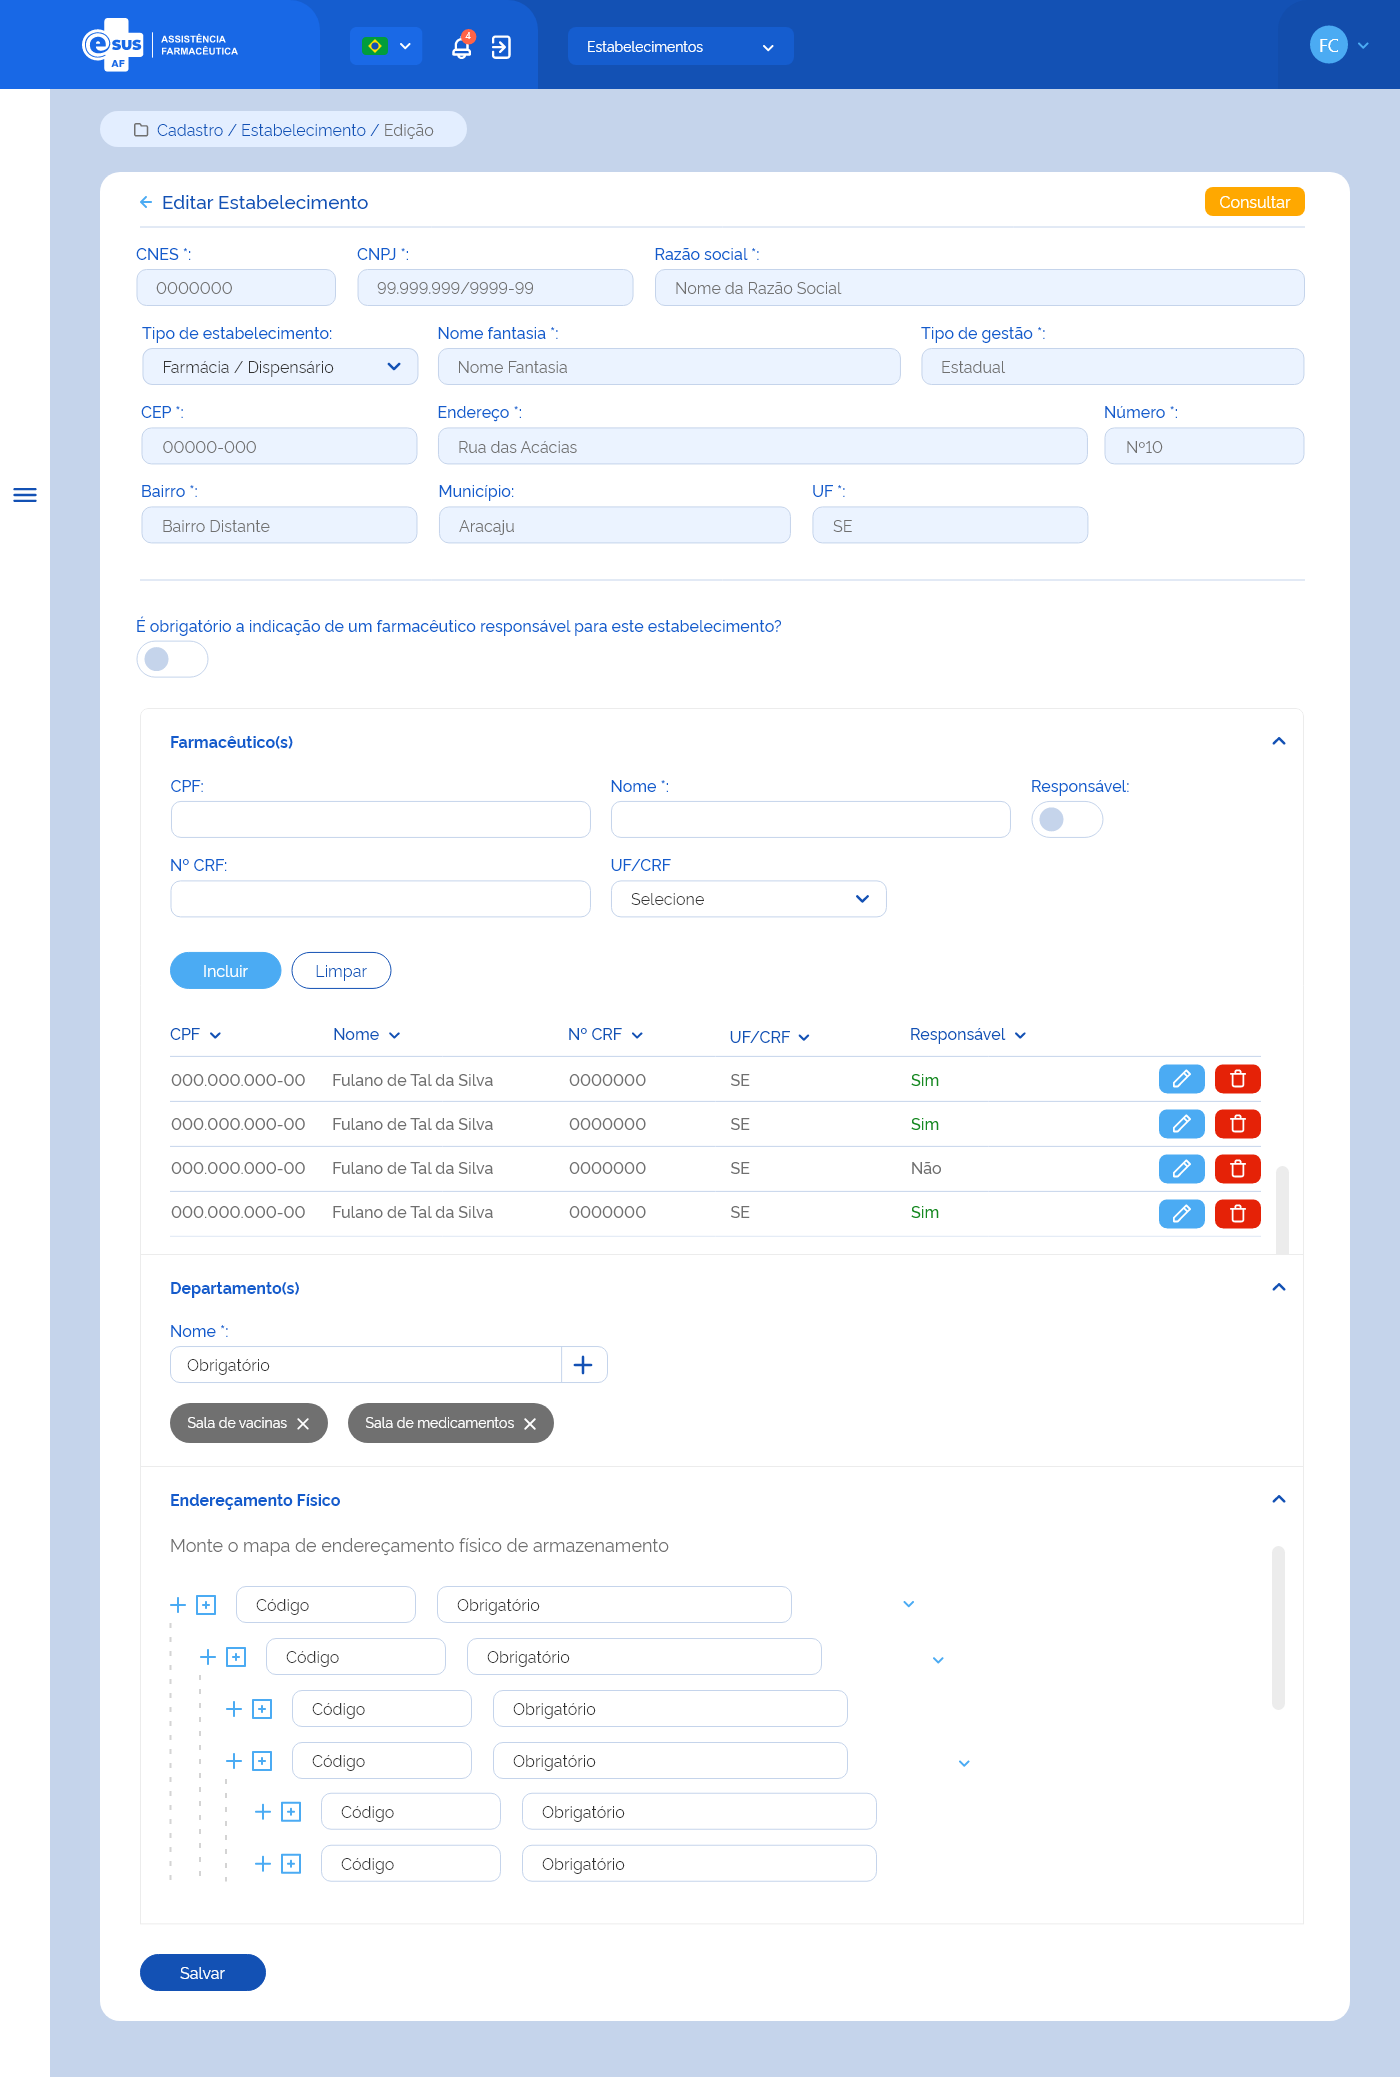 e sus AF
ASSISTÊNCIA
FARMACÊUTICA
4
Estabelecimentos
FC
Cadastro / Estabelecimento / Edição
Editar Estabelecimento
Consultar
CNES *:
CNPJ *:
Razão social *:
0000000
99.999.999/9999-99
Nome da Razão Social
Tipo de estabelecimento:
Nome fantasia *:
Tipo de gestão *:
Farmácia / Dispensário
Nome Fantasia
Estadual
CEP *:
Endereço *:
Número *:
00000-000
Rua das Acácias
Nº10
Bairro *:
Município:
UF *:
Bairro Distante
Aracaju
SE
É obrigatório a indicação de um farmacêutico responsável para este estabelecimento?
Farmacêutico(s)
CPF:
Nome *:
Responsável:
Nº CRF:
UF/CRF
Selecione
Incluir
Limpar
CPF Nome Nº CRF UF/CRF Responsável
000.000.000-00 Fulano de Tal da Silva 0000000 SE Sim
000.000.000-00 Fulano de Tal da Silva 0000000 SE Sim
000.000.000-00 Fulano de Tal da Silva 0000000 SE Não
000.000.000-00 Fulano de Tal da Silva 0000000 SE Sim
Departamento(s)
Nome *:
Obrigatório
Sala de vacinas
Sala de medicamentos
Endereçamento Físico
Monte o mapa de endereçamento físico de armazenamento
Código Obrigatório
Código Obrigatório
Código Obrigatório
Código Obrigatório
Código Obrigatório
Código Obrigatório
Salvar